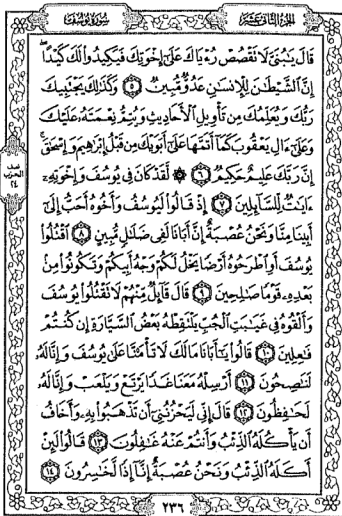 الجزء الثاني عشر
سورة يوسف
قَالَ يَٰبُنَىَّ لَا تَقْصُصْ رُءْيَاكَ عَلَىٰٓ إِخْوَتِكَ فَيَكِيدُوا۟ لَكَ كَيْدًا ۖ
إِنَّ ٱلشَّيْطَٰنَ لِلْإِنسَٰنِ عَدُوٌّ مُّبِينٌ ٥ وَكَذَٰلِكَ يَجْتَبِيكَ
رَبُّكَ وَيُعَلِّمُكَ مِن تَأْوِيلِ ٱلْأَحَادِيثِ وَيُتِمُّ نِعْمَتَهُۥ عَلَيْكَ
وَعَلَىٰٓ ءَالِ يَعْقُوبَ كَمَآ أَتَمَّهَا عَلَىٰٓ أَبَوَيْكَ مِن قَبْلُ إِبْرَٰهِيمَ وَإِسْحَٰقَ ۚ
إِنَّ رَبَّكَ عَلِيمٌ حَكِيمٌ ٦ ۞ لَّقَدْ كَانَ فِى يُوسُفَ وَإِخْوَتِهِۦٓ
ءَايَٰتٌ لِّلسَّآئِلِينَ ٧ إِذْ قَالُوا۟ لَيُوسُفُ وَأَخُوهُ أَحَبُّ إِلَىٰٓ
أَبِينَا مِنَّا وَنَحْنُ عُصْبَةٌ إِنَّ أَبَانَا لَفِى ضَلَٰلٍ مُّبِينٍ ٨ ٱقْتُلُوا۟
يُوسُفَ أَوِ ٱطْرَحُوهُ أَرْضًا يَخْلُ لَكُمْ وَجْهُ أَبِيكُمْ وَتَكُونُوا۟ مِنۢ
بَعْدِهِۦ قَوْمًا صَٰلِحِينَ ٩ قَالَ قَآئِلٌ مِّنْهُمْ لَا تَقْتُلُوا۟ يُوسُفَ
وَأَلْقُوهُ فِى غَيَٰبَتِ ٱلْجُبِّ يَلْتَقِطْهُ بَعْضُ ٱلسَّيَّارَةِ إِن كُنتُمْ
فَٰعِلِينَ ١٠ قَالُوا۟ يَٰٓأَبَانَا مَا لَكَ لَا تَأْمَ۫نَّا عَلَىٰ يُوسُفَ وَإِنَّا لَهُۥ
لَنَٰصِحُونَ ١١ أَرْسِلْهُ مَعَنَا غَدًا يَرْتَعْ وَيَلْعَبْ وَإِنَّا لَهُۥ
لَحَٰفِظُونَ ١٢ قَالَ إِنِّى لَيَحْزُنُنِىٓ أَن تَذْهَبُوا۟ بِهِۦ وَأَخَافُ
أَن يَأْكُلَهُ ٱلذِّئْبُ وَأَنتُمْ عَنْهُ غَٰفِلُونَ ١٣ قَالُوا۟ لَئِنْ
أَكَلَهُ ٱلذِّئْبُ وَنَحْنُ عُصْبَةٌ إِنَّآ إِذًا لَّخَٰسِرُونَ ١٤
نصف
الحزب
٢٤
٢٣٦